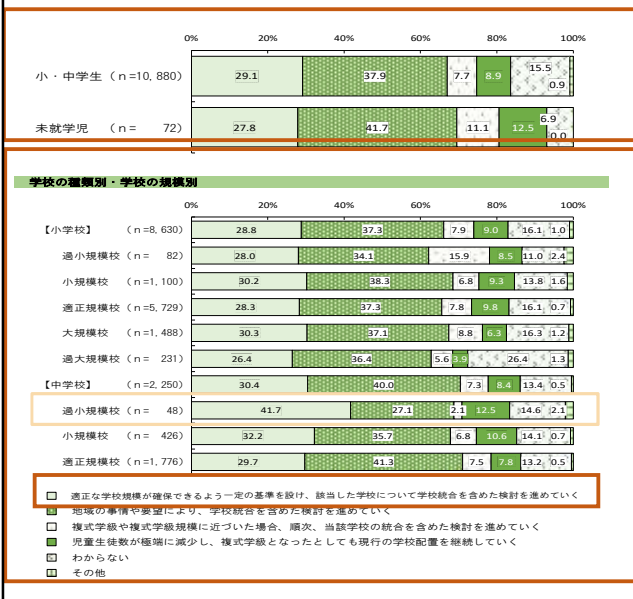 0% 20% 40% 60% 80% 100%
小・中学生（ｎ=10,880） 29.1 37.9 7.7 8.9 15.5 0.9
未就学児 （ｎ= 72） 27.8 41.7 11.1 12.5 6.9 0.0
学校の種類別・学校の規模別
0% 20% 40% 60% 80% 100%
【小学校】 （ｎ=8,630） 28.8 37.3 7.9 9.0 16.1 1.0
過小規模校（ｎ= 82） 28.0 34.1 15.9 8.5 11.0 2.4
小規模校 （ｎ=1,100） 30.2 38.3 6.8 9.3 13.8 1.6
適正規模校（ｎ=5,729） 28.3 37.3 7.8 9.8 16.1 0.7
大規模校 （ｎ=1,488） 30.3 37.1 8.8 6.3 16.3 1.2
過大規模校（ｎ= 231） 26.4 36.4 5.6 3.9 26.4 1.3
【中学校】 （ｎ=2,250） 30.4 40.0 7.3 8.4 13.4 0.5
過小規模校（ｎ= 48） 41.7 27.1 2.1 12.5 14.6 2.1
小規模校 （ｎ= 426） 32.2 35.7 6.8 10.6 14.1 0.7
適正規模校（ｎ=1,776） 29.7 41.3 7.5 7.8 13.2 0.5
適正な学校規模が確保できるよう一定の基準を設け、該当した学校について学校統合を含めた検討を進めていく
地域の事情や要望により、学校統合を含めた検討を進めていく
複式学級や複式学級規模に近づいた場合、順次、当該学校の統合を含めた検討を進めていく
児童生徒数が極端に減少し、複式学級となったとしても現行の学校配置を継続していく
わからない
その他